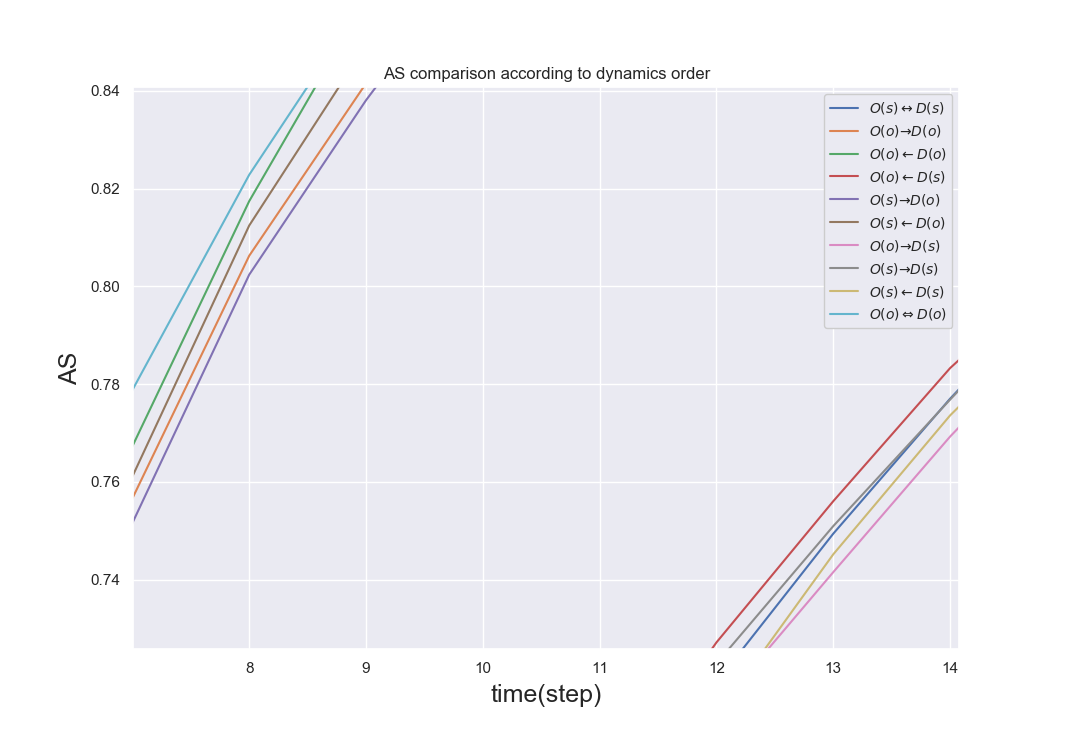 AS comparison according to dynamics order
0.84
0.82
0.80
0.78
0.76
0.74
AS
O(s)↔D(s)
O(o)→D(o)
O(o)←D(o)
O(o)←D(s)
O(s)→D(o)
O(s)←D(o)
O(o)→D(s)
O(s)→D(s)
O(s)←D(s)
O(o)⇔D(o)
8 9 10 11 12 13 14
time(step)